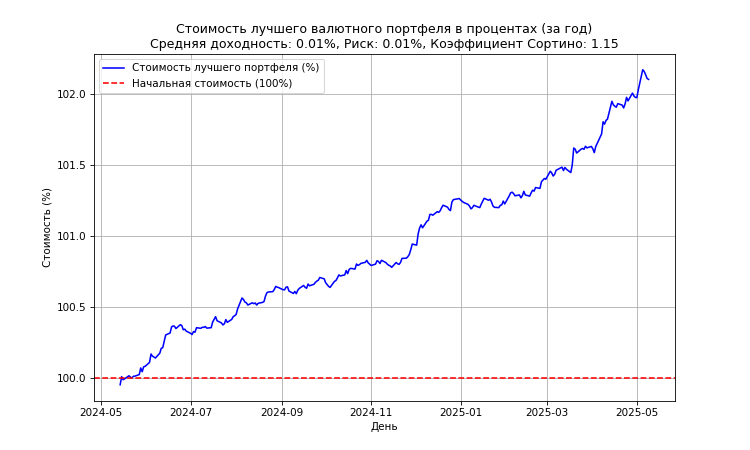 Стоимость лучшего валютного портфеля в процентах (за год)
Средняя доходность: 0.01%, Риск: 0.01%, Коэффициент Сортино: 1.15
Стоимость лучшего портфеля (%)
Начальная стоимость (100%)
Стоимость (%)
102.0
101.5
101.0
100.5
100.0
2024-05 2024-07 2024-09 2024-11 2025-01 2025-03 2025-05
День